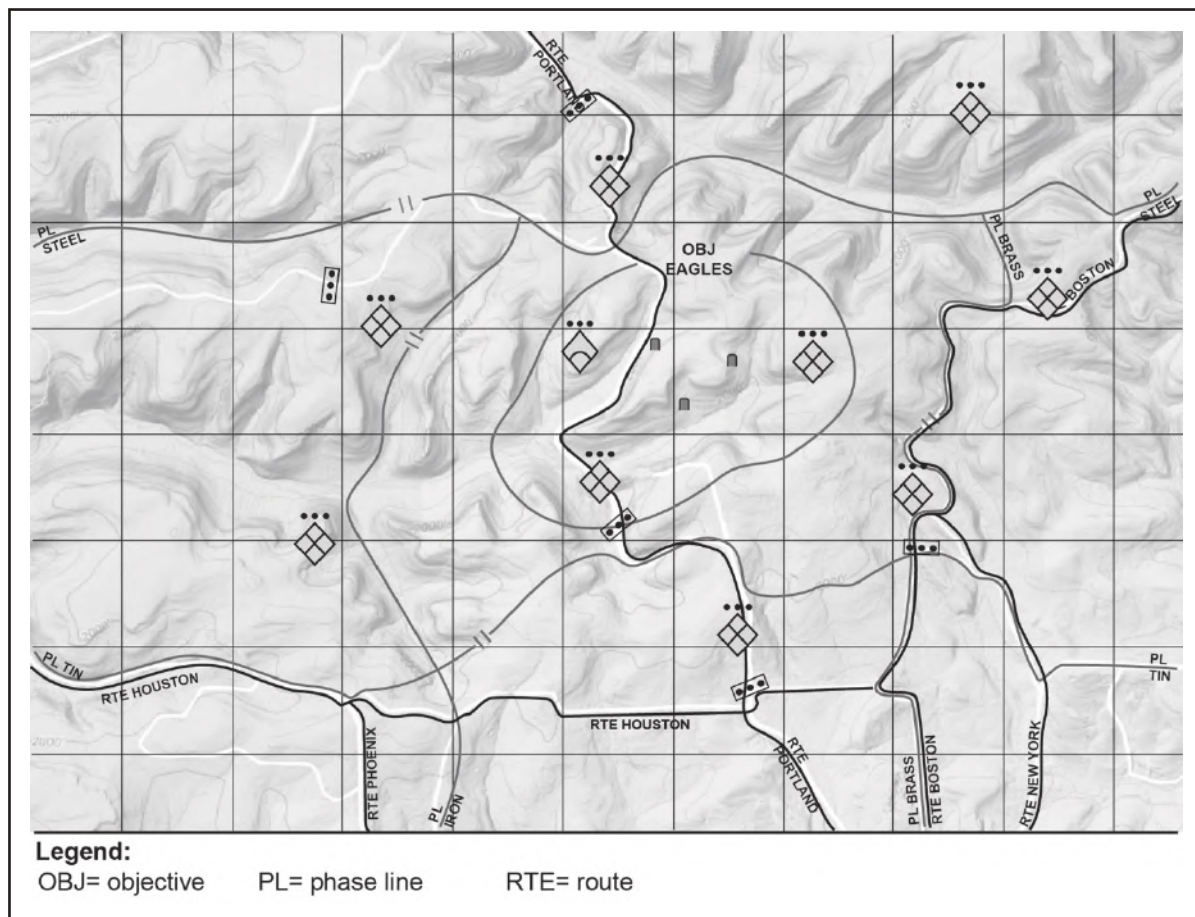 RTE
PORTLAND
PL
STEEL
PL
STEEL
PL BRASS
BOSTON
OBJ
EAGLES
PL TIN
RTE HOUSTON
RTE HOUSTON
PL
TIN
RTE PHOENIX
PL
IRON
RTE
PORTLAND
PL BRASS
RTE BOSTON
RTE NEW YORK
Legend:
OBJ= objective PL= phase line RTE= route